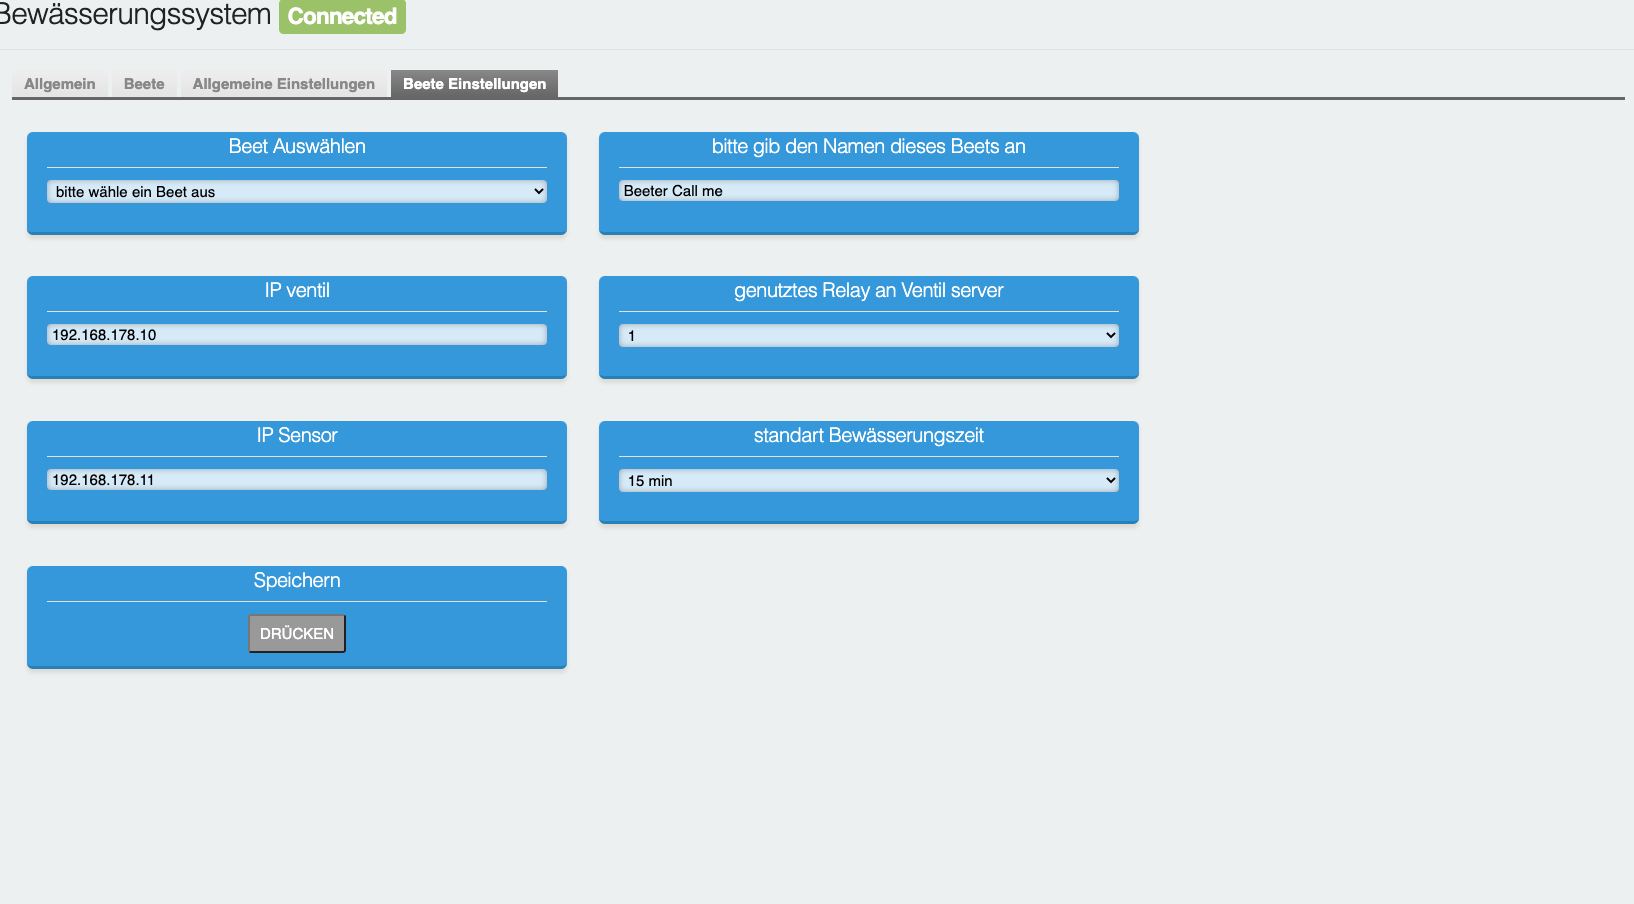 Bewässerungssystem Connected
Allgemein Beete Allgemeine Einstellungen Beete Einstellungen
Beet Auswählen
bitte wähle ein Beet aus
bitte gib den Namen dieses Beets an
Beeter Call me
IP ventil
192.168.178.10
genutztes Relay an Ventil server
1
IP Sensor
192.168.178.11
standart Bewässerungszeit
15 min
Speichern
DRÜCKEN